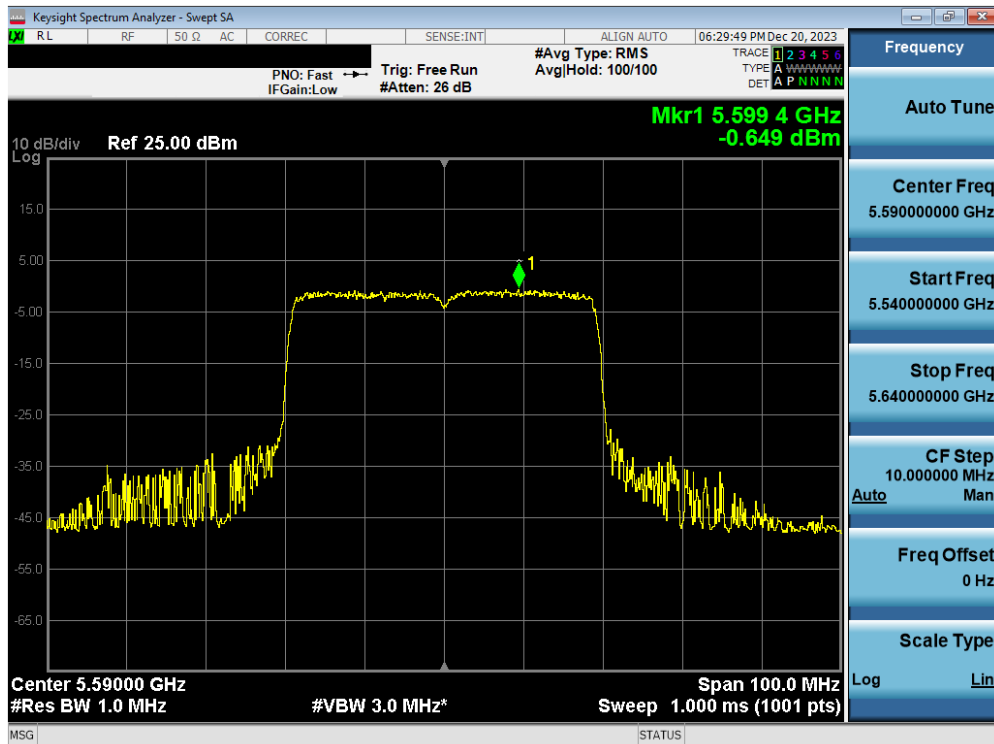 Keysight Spectrum Analyzer - Swept SA
LXI RL RF 50 Ω AC CORREC SENSE:INT ALIGN AUTO 06:29:49 PM Dec 20, 2023
PNO: Fast Trig: Free Run #Avg Type: RMS TRACE 1 2 3 4 5 6
IFGain:Low #Atten: 26 dB Avg|Hold: 100/100 TYPE A WWWWW
DET A P N N N N
Mkr1 5.599 4 GHz
-0.649 dBm
10 dB/div Ref 25.00 dBm
Log
15.0
5.00
1
-5.00
-15.0
-25.0
-35.0
-45.0
-55.0
-65.0
Center 5.59000 GHz Span 100.0 MHz
#Res BW 1.0 MHz #VBW 3.0 MHz* Sweep 1.000 ms (1001 pts)
MSG STATUS
Frequency
Auto Tune
Center Freq
5.590000000 GHz
Start Freq
5.540000000 GHz
Stop Freq
5.640000000 GHz
CF Step
10.000000 MHz
Auto Man
Freq Offset
0 Hz
Scale Type
Log Lin